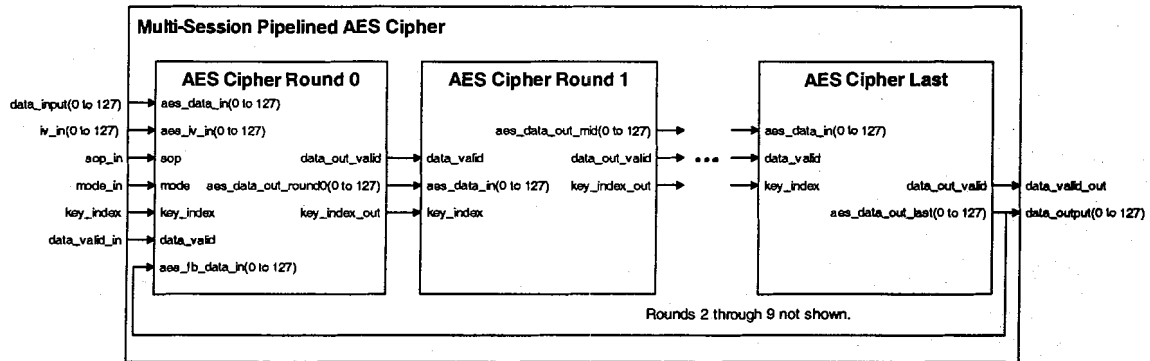 Multi-Session Pipelined AES Cipher
AES Cipher Round 0
AES Cipher Round 1
AES Cipher Last
data_input(0 to 127)
aes_data_in(0 to 127)
iv_in(0 to 127)
aes_iv_in(0 to 127)
aes_data_out_mid(0 to 127)
aes_data_in(0 to 127)
sop_in
sop
data_out_valid
data_valid
data_out_valid
data_valid
mode_in
mode
aes_data_out_round0(0 to 127)
aes_data_in(0 to 127)
key_index_out
key_index
data_out_valid
data_valid_out
key_index
key_index
key_index_out
key_index
aes_data_out_last(0 to 127)
data_output(0 to 127)
data_valid_in
data_valid
aes_fb_data_in(0 to 127)
Rounds 2 through 9 not shown.